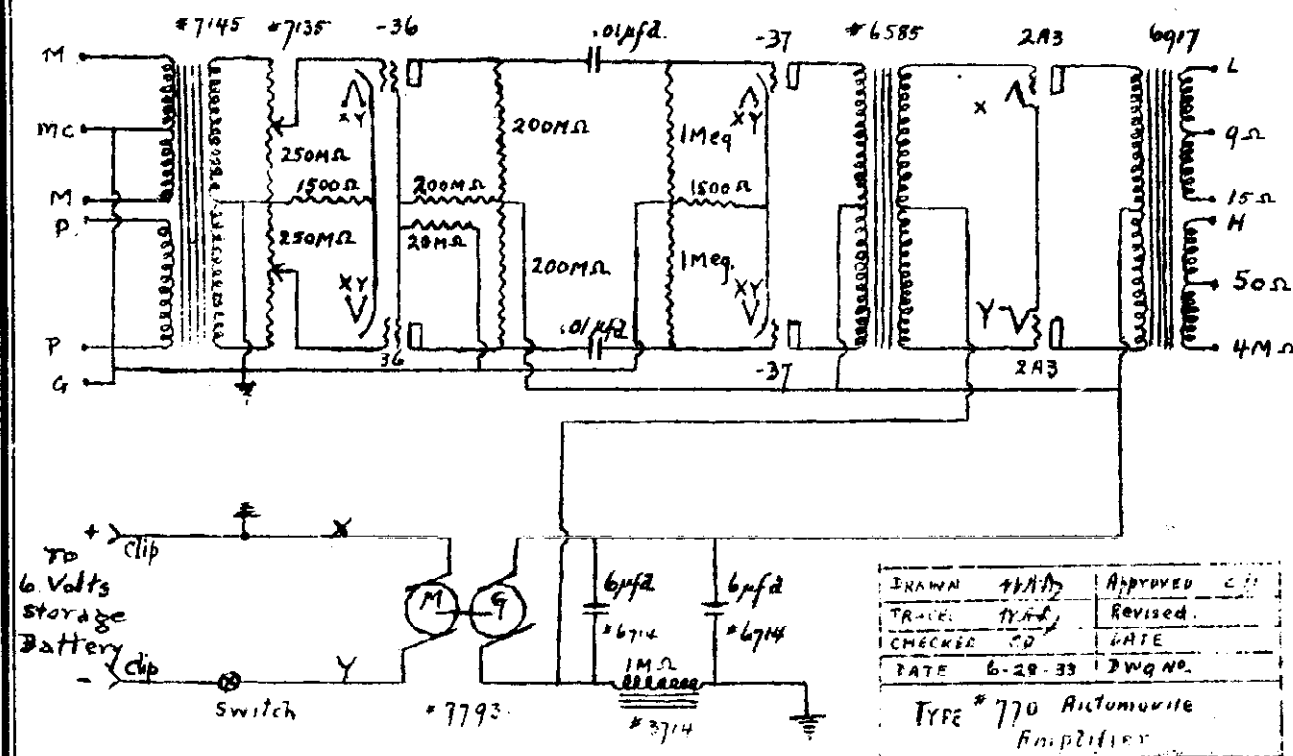 #7145
#7135
-36
.01µfd.
-37
#6585
2A3
6917
M
MC
M
P.
P
G
250MΩ
1500Ω
250MΩ
XY
XY
200MΩ
20MΩ
36
200MΩ
200MΩ
.01µfd
1Meg
1500Ω
1Meg.
XY
XY
-37
X
Y
2A3
L
9Ω
15Ω
H
50Ω
4MΩ
+
Clip
X
TO
6 Volts
Storage
Battery
- Clip
Switch
Y
M
G
#7793.
6µfd
#6714
6µfd
#6714
1MΩ
#3714
DRAWN
Approved
TRACE.
Revised.
CHECKED
DATE
DATE 6-28-33 DWG NO.
TYPE #770 Automobile
Amplifier